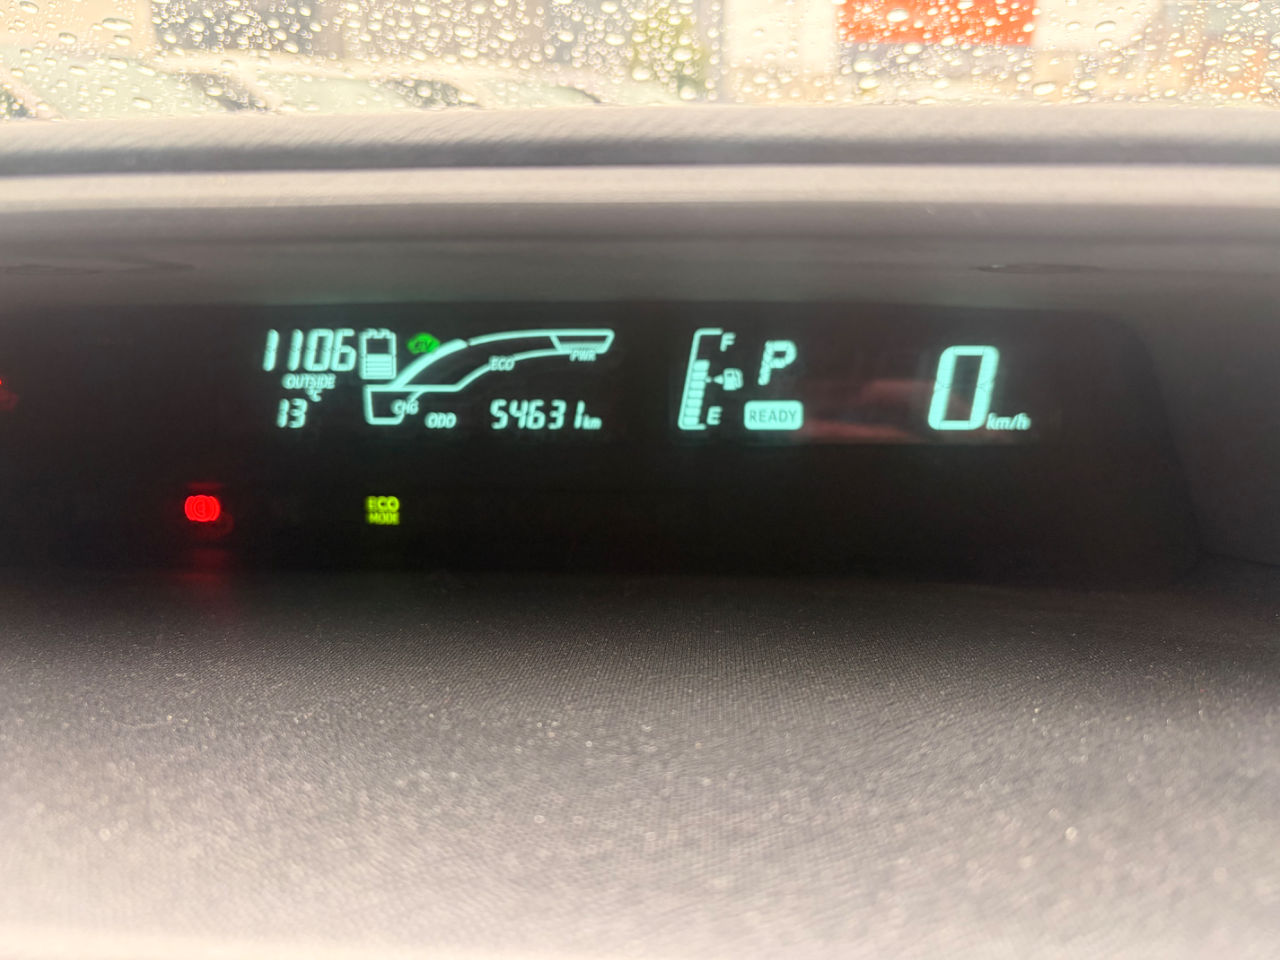 1106
EV
OUTSIDE
°C
13
CHG
ECO
PWR
ODO
54631 km
F
E
P
READY
0 km/h
ECO
MODE